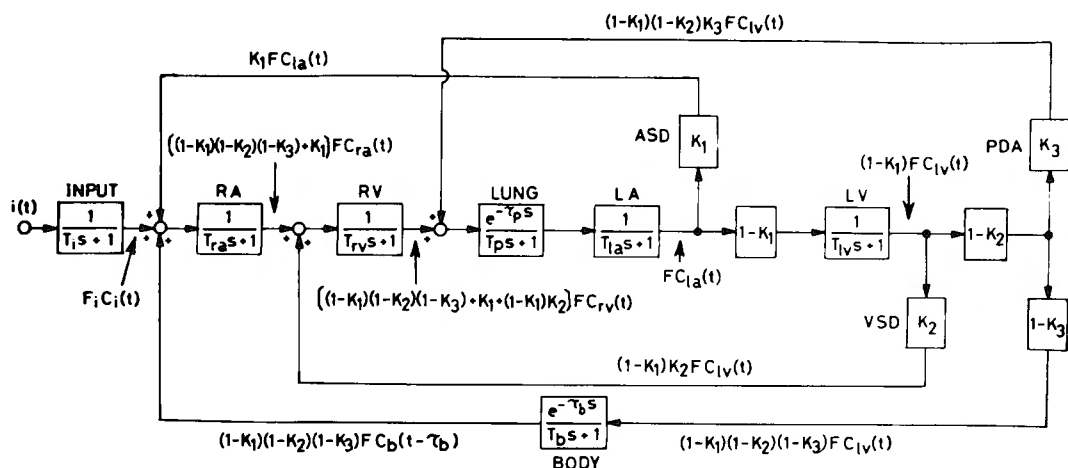 (1-K₁)(1-K₂)K₃FCₗᵥ(t)
K₁FCₗₐ(t)
ASD
K₁
PDA
K₃
[(1-K₁)(1-K₂)(1-K₃)+K₁]FCᵣₐ(t)
(1-K₁)FCₗᵥ(t)
INPUT
RA
RV
LUNG
LA
LV
i(t)
1
Tᵢs + 1
+
+
+
1
Tᵣₐs+1
+
+
1
Tᵣᵥs+1
+
+
e^-τₚs
Tₚs + 1
1
Tₗₐs+1
1-K₁
1
Tₗᵥs+1
1-K₂
FᵢCᵢ(t)
FCₗₐ(t)
[(1-K₁)(1-K₂)(1-K₃)+K₁+(1-K₁)K₂]FCᵣᵥ(t)
VSD
K₂
1-K₃
(1-K₁)K₂FCₗᵥ(t)
e^-τbs
Tbs + 1
BODY
(1-K₁)(1-K₂)(1-K₃)FCb(t-τb)
(1-K₁)(1-K₂)(1-K₃)FCₗᵥ(t)